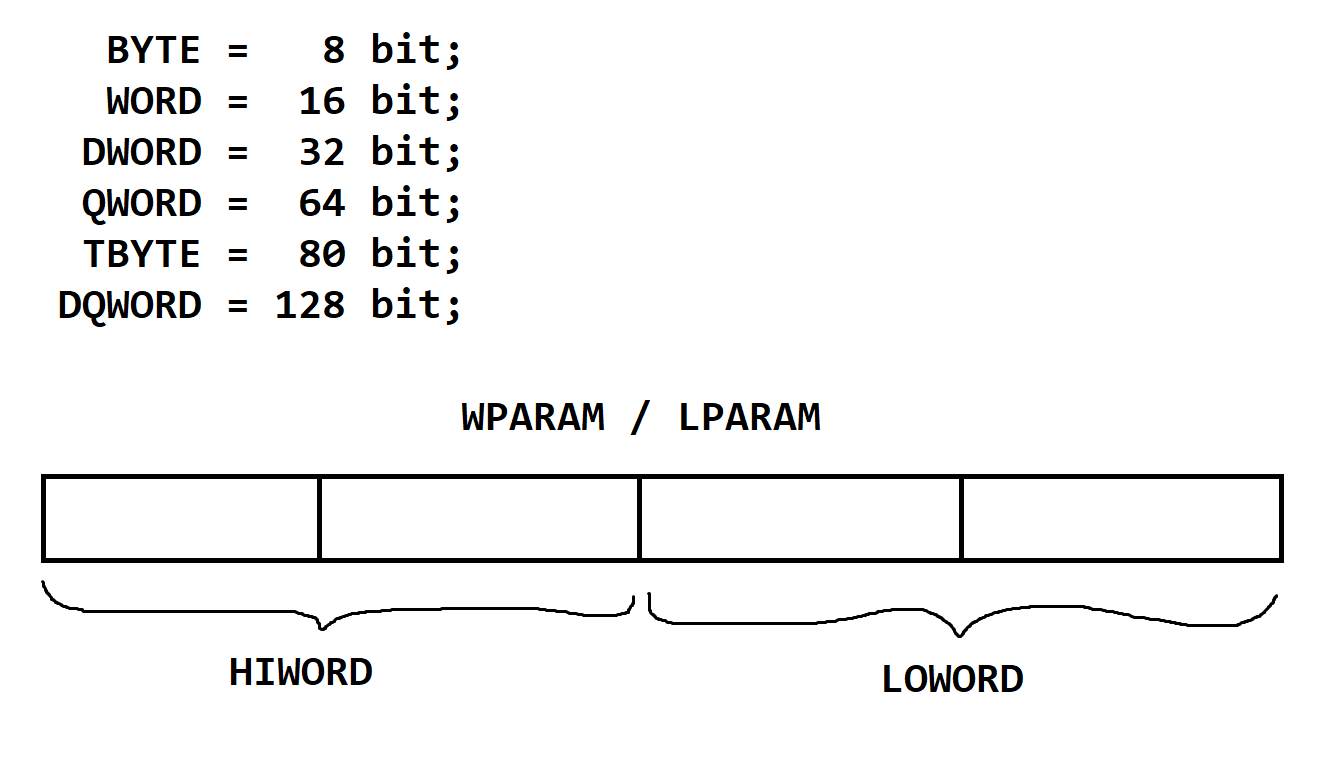 BYTE = 8 bit;
WORD = 16 bit;
DWORD = 32 bit;
QWORD = 64 bit;
TBYTE = 80 bit;
DQWORD = 128 bit;
WPARAM / LPARAM
HIWORD
LOWORD